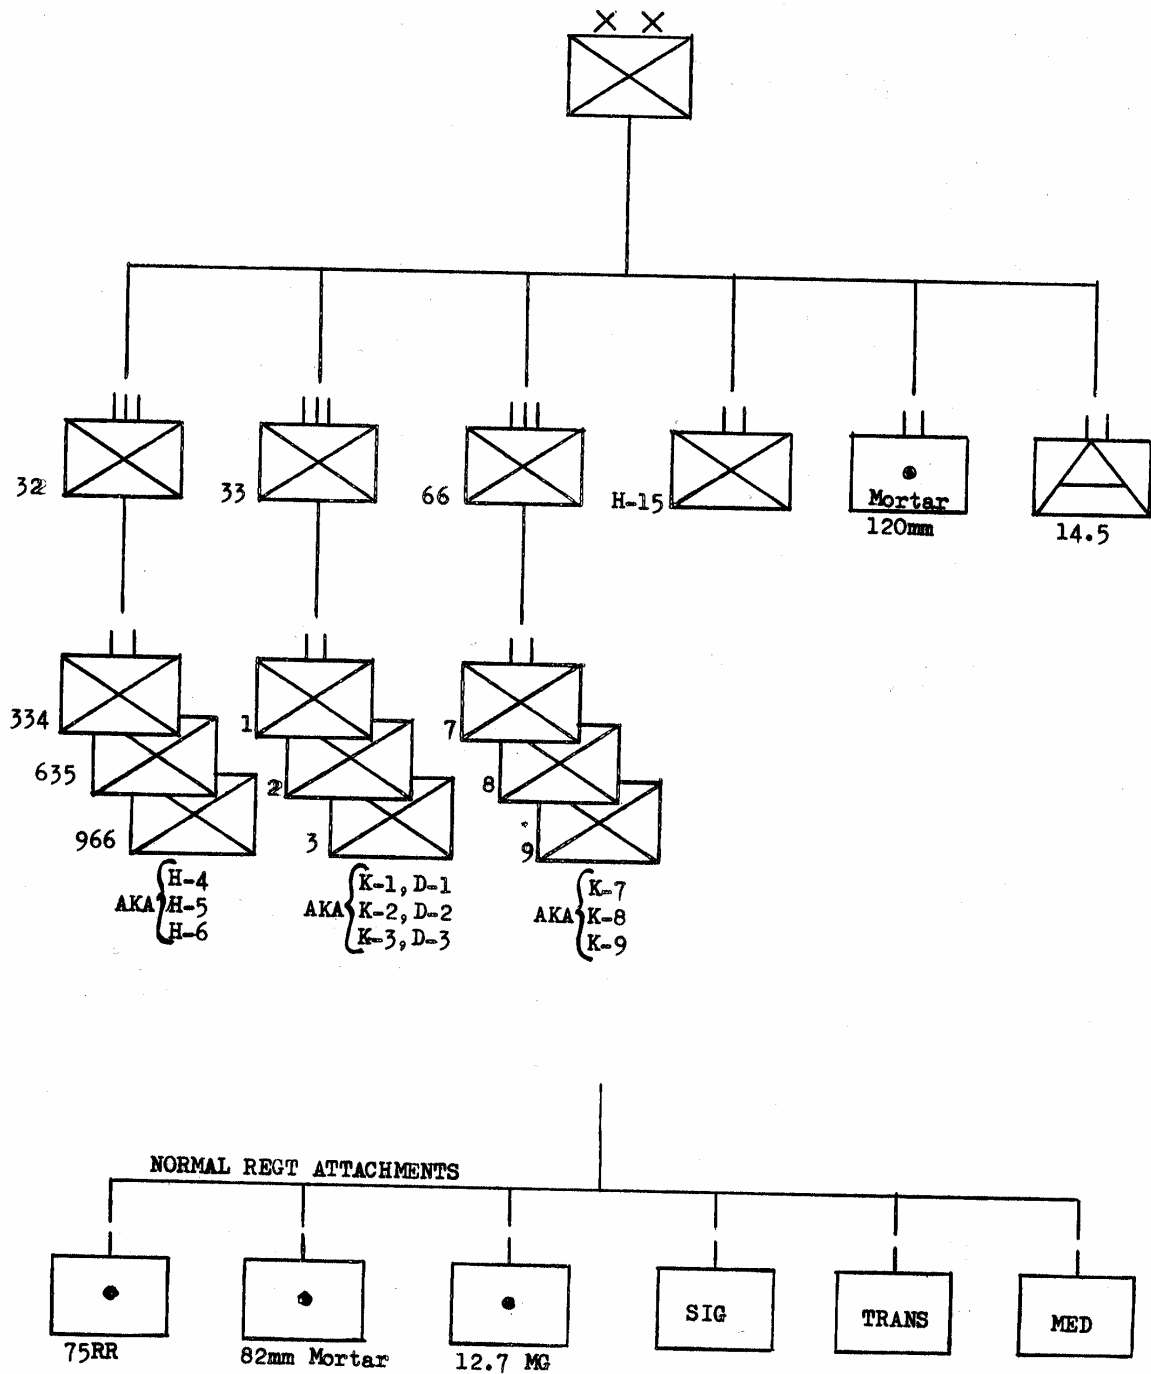 32
33
66
H-15
Mortar
120mm
14.5
334
635
966
1
2
3
7
8
9
AKA
H-4
H-5
H-6
AKA
K-1, D-1
K-2, D-2
K-3, D-3
AKA
K-7
K-8
K-9
NORMAL REGT ATTACHMENTS
75RR
82mm Mortar
12.7 MG
SIG
TRANS
MED